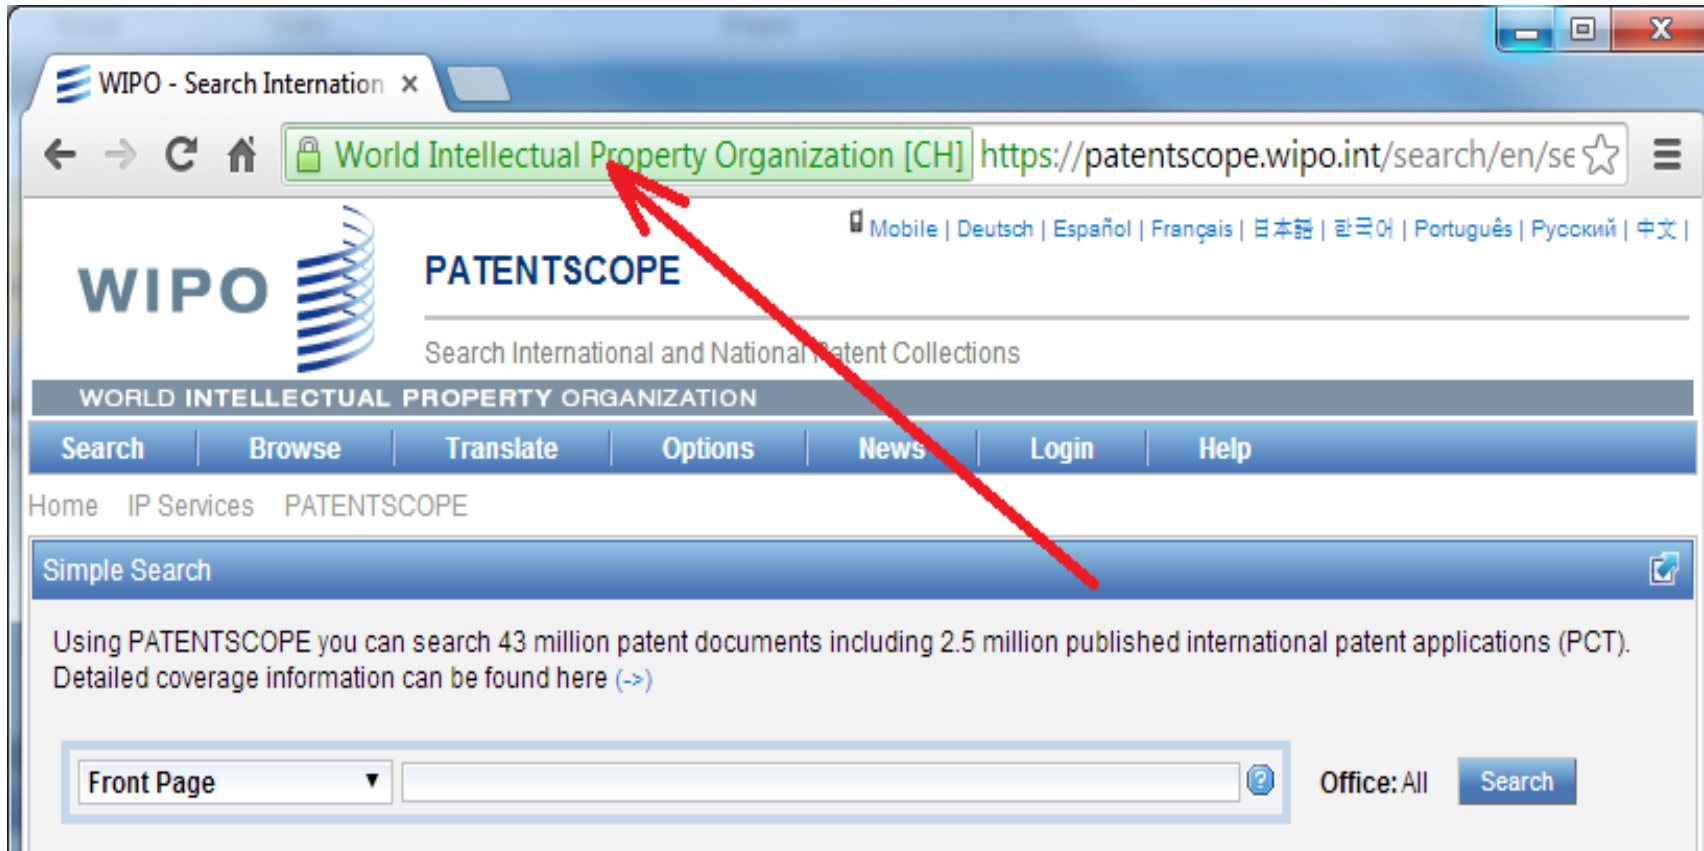 WIPO - Search Internation
World Intellectual Property Organization [CH] https://patentscope.wipo.int/search/en/se
Mobile | Deutsch | Español | Français | 日本語 | 한국어 | Português | Русский | 中文 |
WIPO
PATENTSCOPE
Search International and National Patent Collections
WORLD INTELLECTUAL PROPERTY ORGANIZATION
Search Browse Translate Options News Login Help
Home IP Services PATENTSCOPE
Simple Search
Using PATENTSCOPE you can search 43 million patent documents including 2.5 million published international patent applications (PCT).
Detailed coverage information can be found here (->)
Front Page Office: All Search